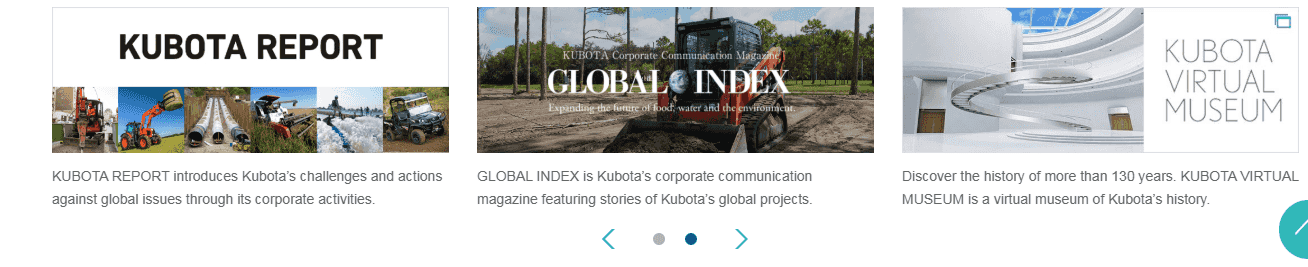 KUBOTA REPORT
KUBOTA REPORT introduces Kubota's challenges and actions
against global issues through its corporate activities.
KUBOTA Corporate Communication Magazine
GLOBAL INDEX
Expanding the future of food, water and the environment.
GLOBAL INDEX is Kubota's corporate communication
magazine featuring stories of Kubota's global projects.
KUBOTA
VIRTUAL
MUSEUM
Discover the history of more than 130 years. KUBOTA VIRTUAL
MUSEUM is a virtual museum of Kubota's history.